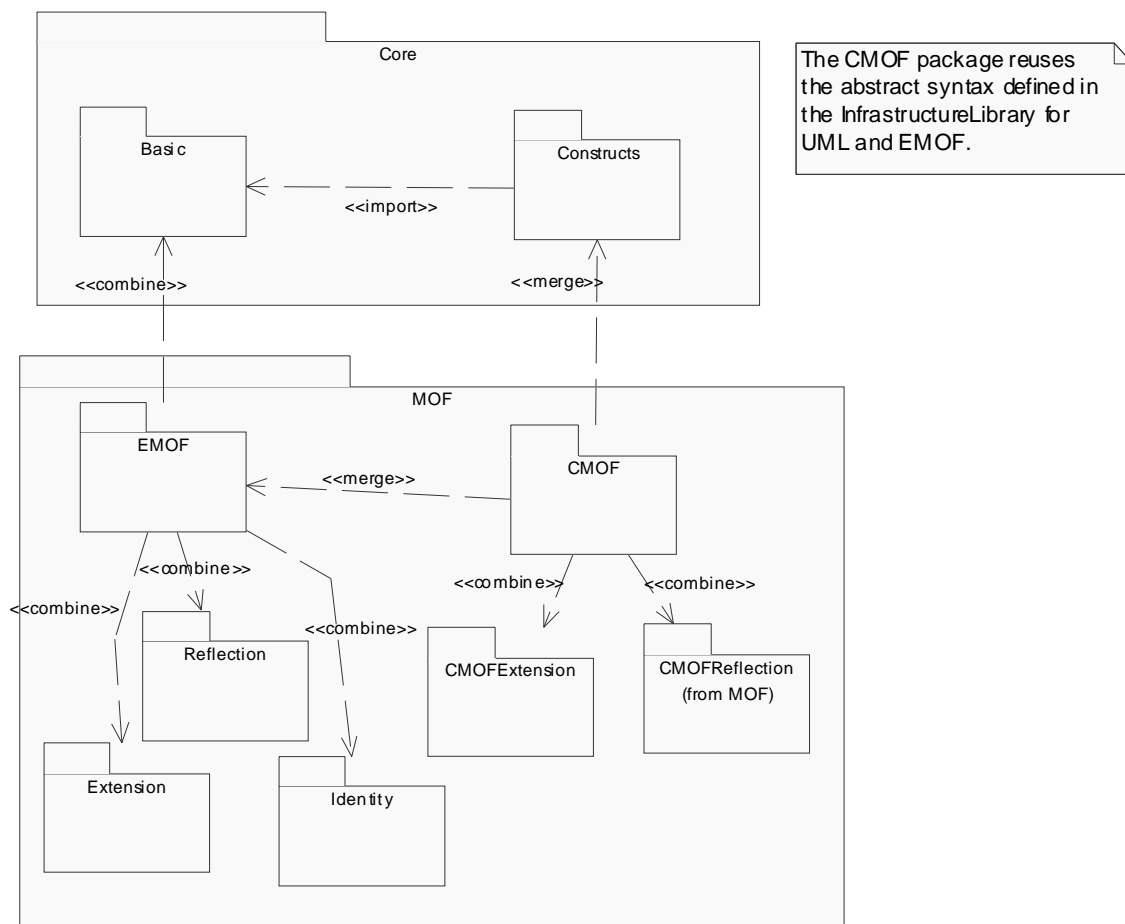 Core
The CMOF package reuses
the abstract syntax defined in
the InfrastructureLibrary for
UML and EMOF.
Basic
Constructs
<<import>>
<<combine>>
<<merge>>
MOF
EMOF
CMOF
<<merge>>
<<combine>>
<<combine>>
<<combine>>
<<combine>>
<<combine>>
Reflection
CMOFExtension
CMOFReflection
(from MOF)
Extension
Identity